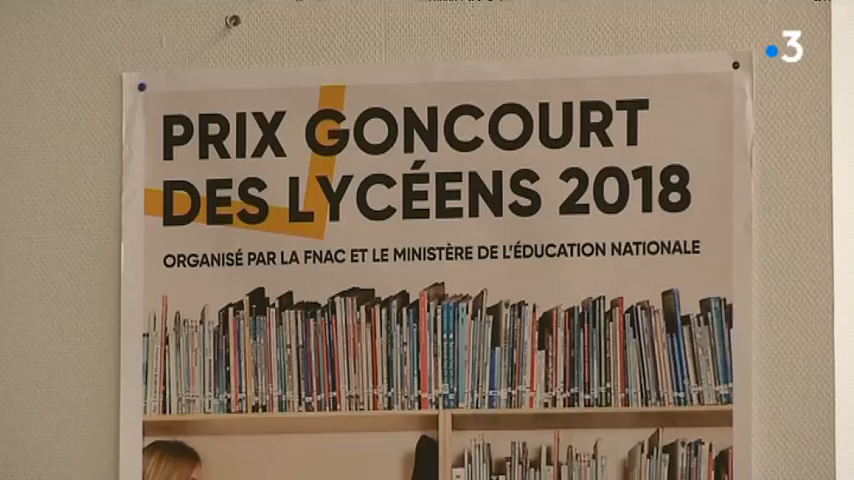 3
PRIX GONCOURT
DES LYCÉENS 2018
ORGANISÉ PAR LA FNAC ET LE MINISTÈRE DE L'ÉDUCATION NATIONALE